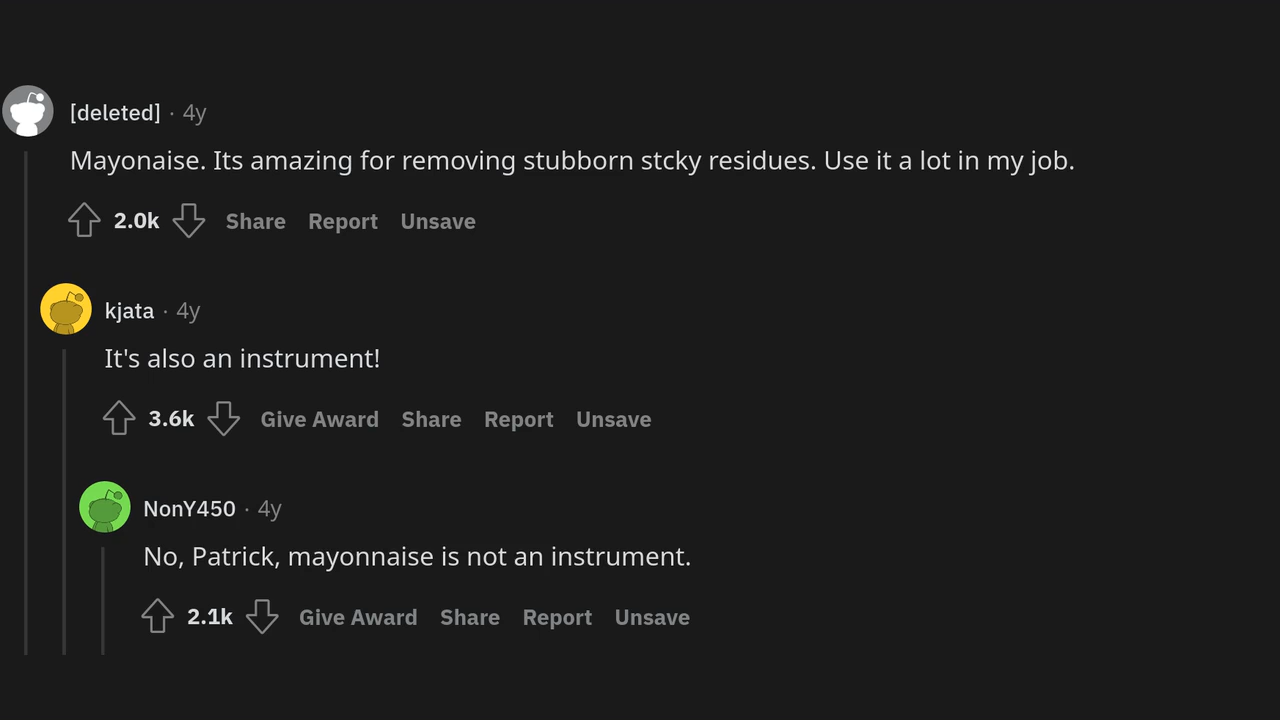 [deleted] · 4y
Mayonaise. Its amazing for removing stubborn stcky residues. Use it a lot in my job.
2.0k Share Report Unsave
kjata · 4y
It's also an instrument!
3.6k Give Award Share Report Unsave
NonY450 · 4y
No, Patrick, mayonnaise is not an instrument.
2.1k Give Award Share Report Unsave